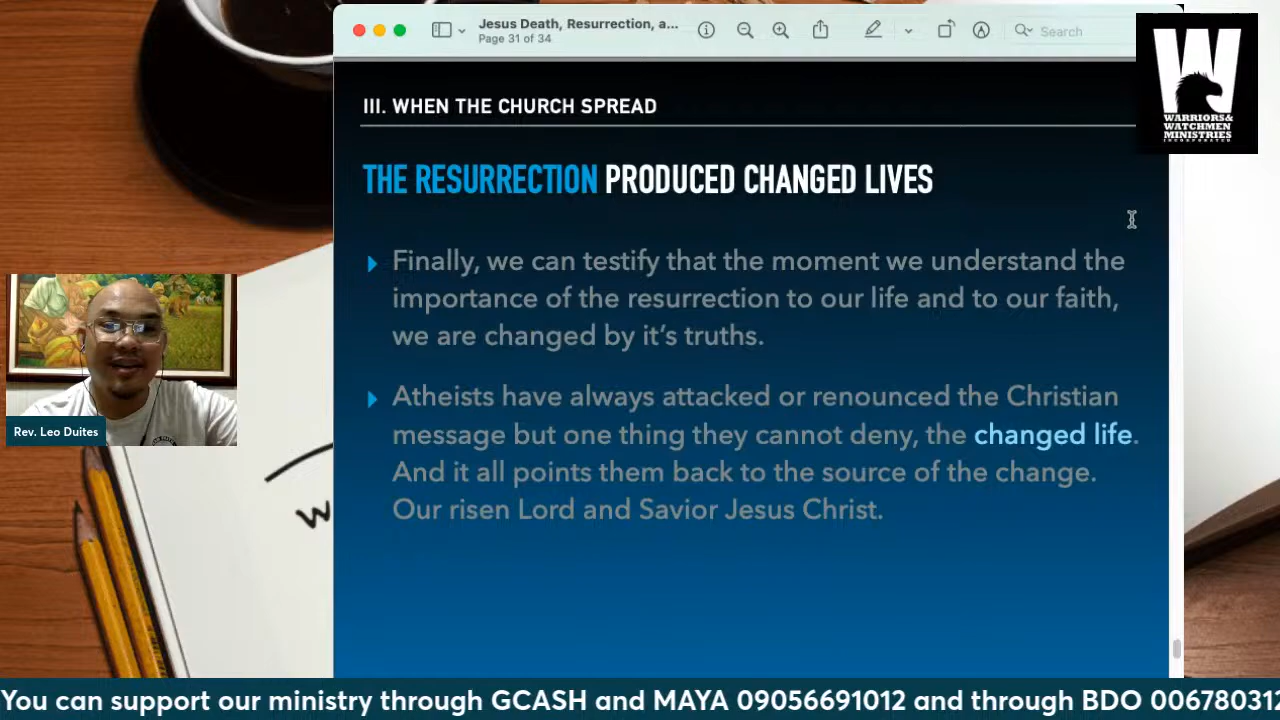 Jesus Death, Resurrection, a...
Page 31 of 34
Search
W
WARRIORS&
WATCHMEN
MINISTRIES
INCORPORATED
III. WHEN THE CHURCH SPREAD
THE RESURRECTION PRODUCED CHANGED LIVES
Finally, we can testify that the moment we understand the
importance of the resurrection to our life and to our faith,
we are changed by it's truths.
Atheists have always attacked or renounced the Christian
message but one thing they cannot deny, the changed life.
And it all points them back to the source of the change.
Our risen Lord and Savior Jesus Christ.
Rev. Leo Duites
W
You can support our ministry through GCASH and MAYA 09056691012 and through BDO 00678031